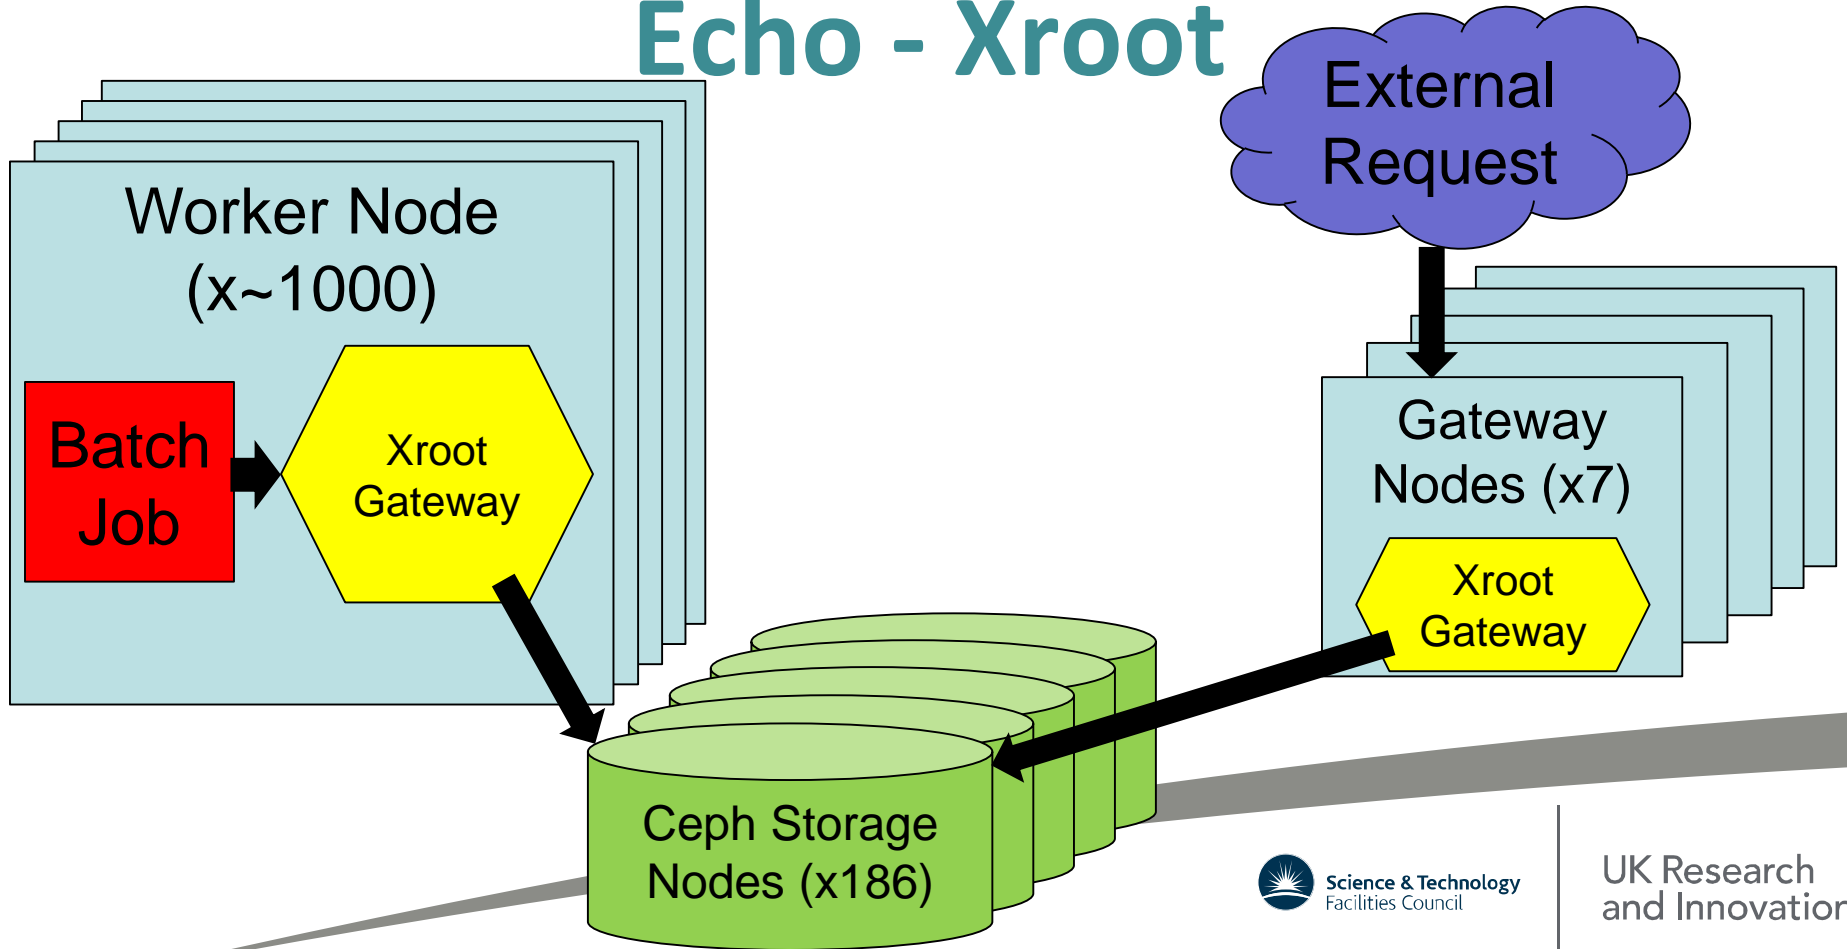 Echo - Xroot
External
Request
Worker Node
(x~1000)
Batch
Job
Xroot
Gateway
Gateway
Nodes (x7)
Xroot
Gateway
Ceph Storage
Nodes (x186)
Science & Technology
Facilities Council
UK Research
and Innovation